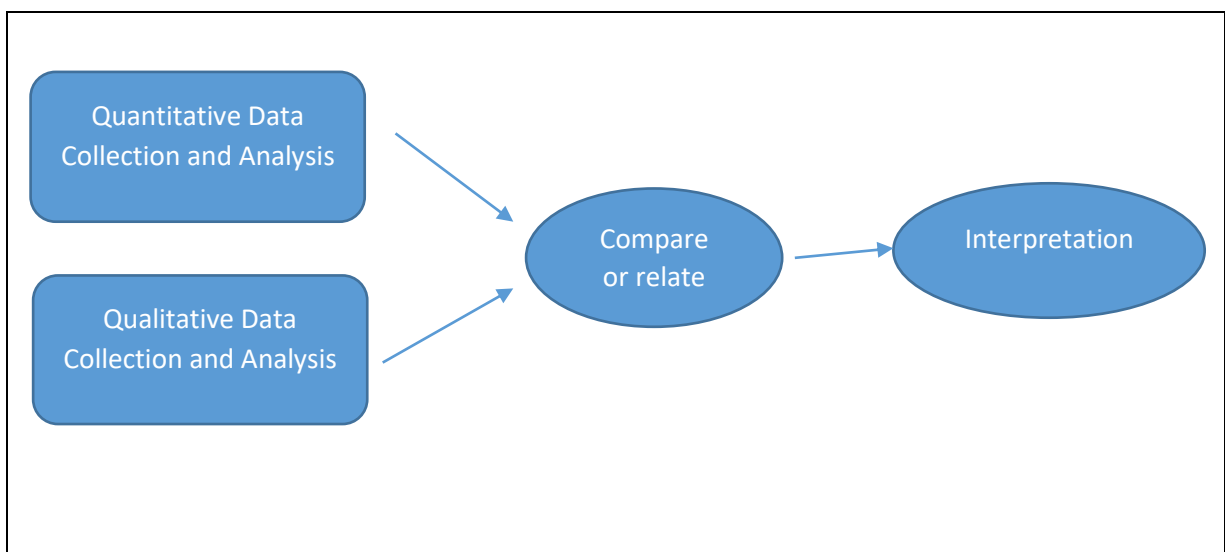 Quantitative Data
Collection and Analysis
Qualitative Data
Collection and Analysis
Compare
or relate
Interpretation